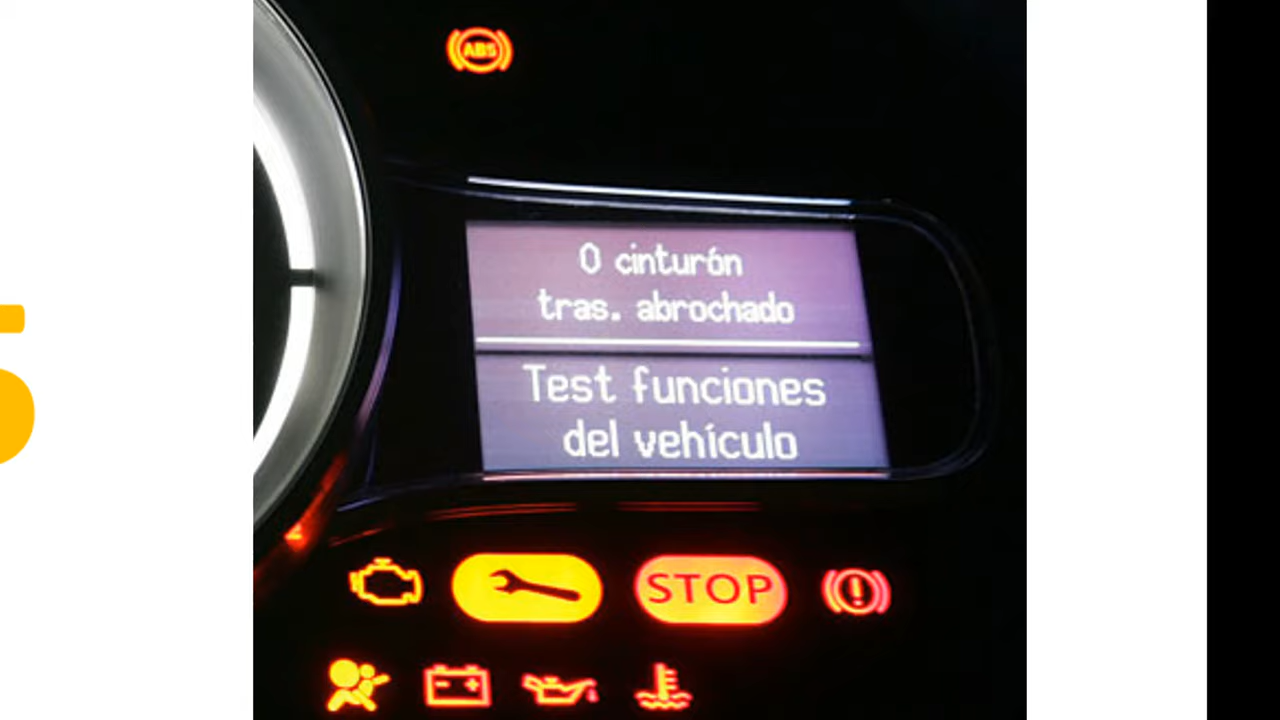 ABS
0 cinturón
tras. abrochado
Test funciones
del vehículo
STOP